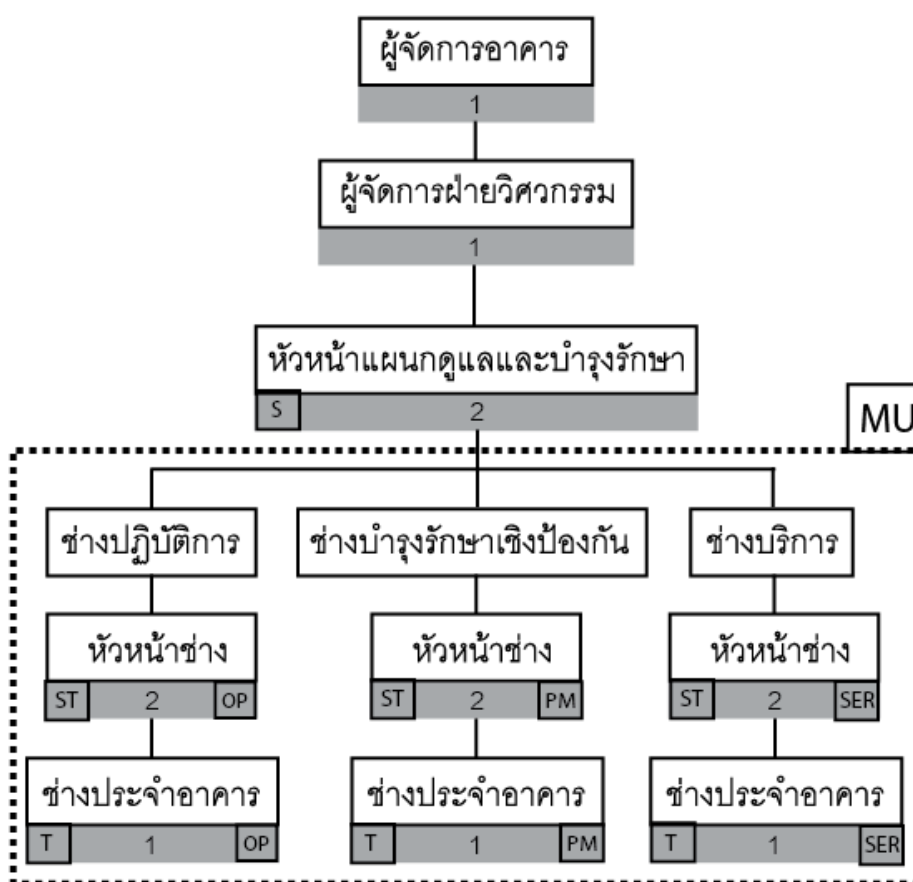 ผู้จัดการอาคาร
1
ผู้จัดการฝ่ายวิศวกรรม
1
หัวหน้าแผนกดูแลและบำรุงรักษา
S 2
MU
ช่างปฏิบัติการ ช่างบำรุงรักษาเชิงป้องกัน ช่างบริการ
หัวหน้าช่าง หัวหน้าช่าง หัวหน้าช่าง
ST 2 OP ST 2 PM ST 2 SER
ช่างประจำอาคาร ช่างประจำอาคาร ช่างประจำอาคาร
T 1 OP T 1 PM T 1 SER